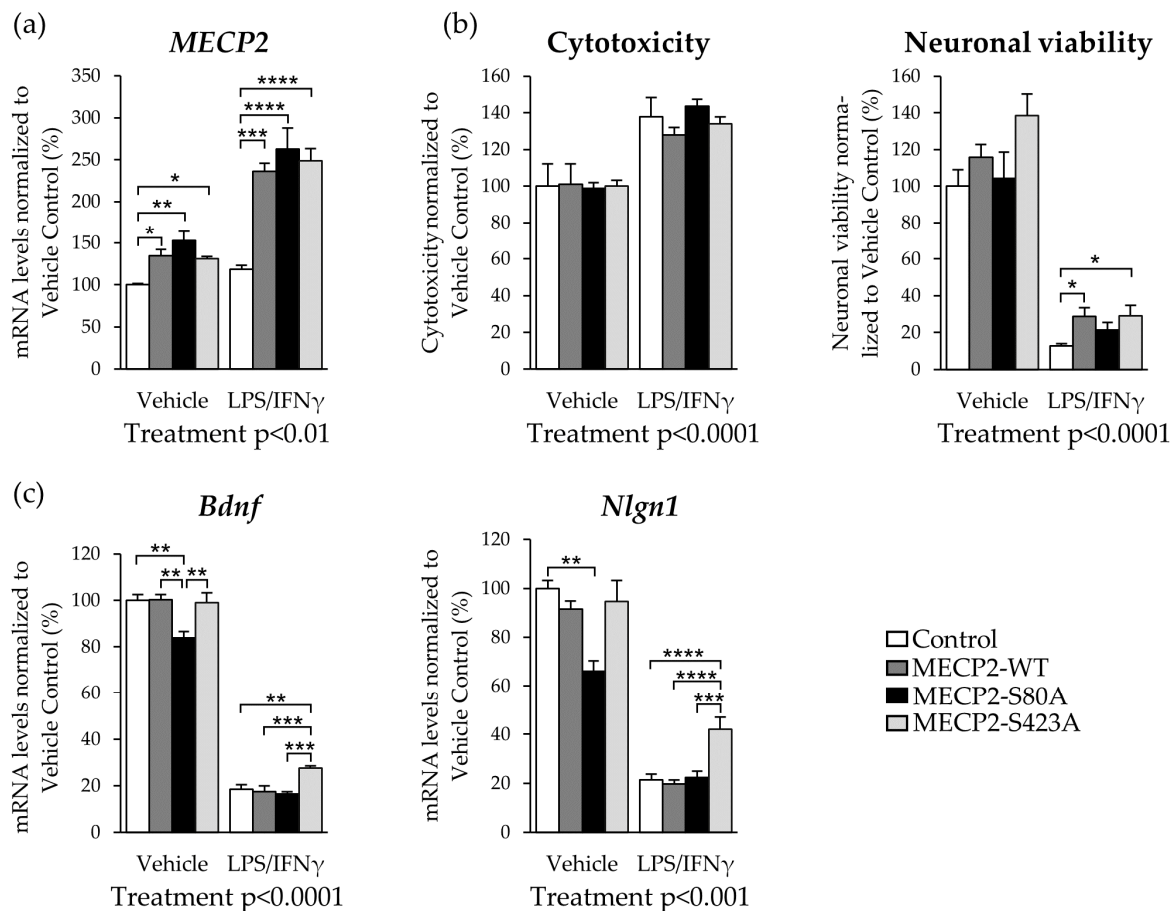 (a)
MECP2
mRNA levels normalized to
Vehicle Control (%)
350
300
250
200
150
100
50
0
****
****
***
*
**
*
Vehicle
LPS/IFNγ
Treatment p<0.01
(b)
Cytotoxicity
Cytotoxicity normalized to
Vehicle Control (%)
160
140
120
100
80
60
40
20
0
Vehicle
LPS/IFNγ
Treatment p<0.0001
Neuronal viability
Neuronal viability norma-
lized to Vehicle Control (%)
160
140
120
100
80
60
40
20
0
*
*
Vehicle
LPS/IFNγ
Treatment p<0.0001
(c)
Bdnf
mRNA levels normalized to
Vehicle Control (%)
120
100
80
60
40
20
0
**
**
**
**
***
***
Vehicle
LPS/IFNγ
Treatment p<0.0001
Nlgn1
mRNA levels normalized to
Vehicle Control (%)
120
100
80
60
40
20
0
**
****
****
***
Vehicle
LPS/IFNγ
Treatment p<0.001
Control
MECP2-WT
MECP2-S80A
MECP2-S423A